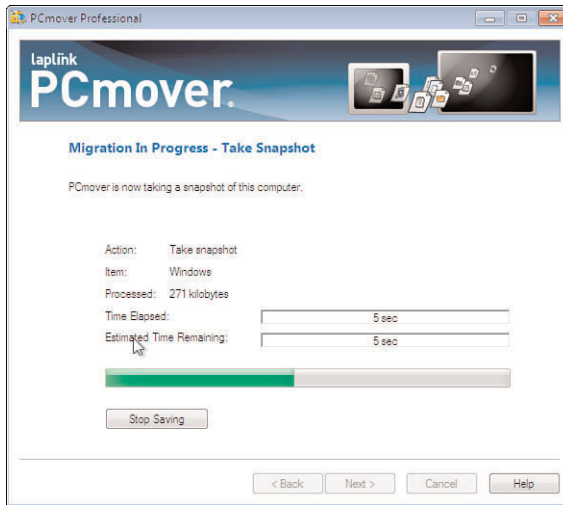 PCmover Professional
laplink
PCmover®
Migration In Progress - Take Snapshot
PCmover is now taking a snapshot of this computer.
Action: Take snapshot
Item: Windows
Processed: 271 kilobytes
Time Elapsed: 5 sec
Estimated Time Remaining: 5 sec
Stop Saving
< Back Next > Cancel Help